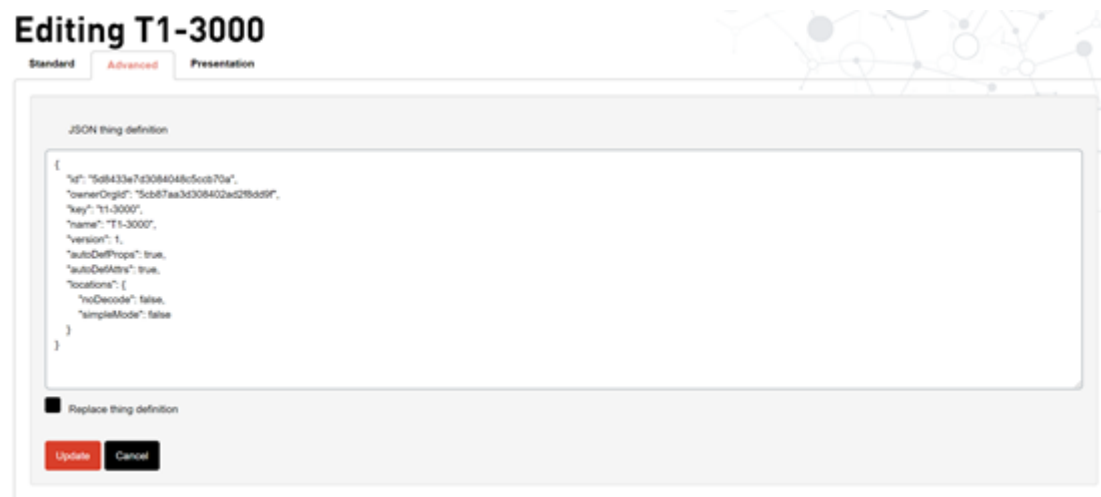 Editing T1-3000
Standard Advanced Presentation
JSON thing definition
{
"id": "5d8433e7d3084048c5ccb70a",
"ownerOrgId": "5cb87aa3d308402ad2f8dd9f",
"key": "t1-3000",
"name": "T1-3000",
"version": 1,
"autoDefProps": true,
"autoDefAttrs": true,
"locations": {
"noDecode": false,
"simpleMode": false
}
}
Replace thing definition
Update Cancel